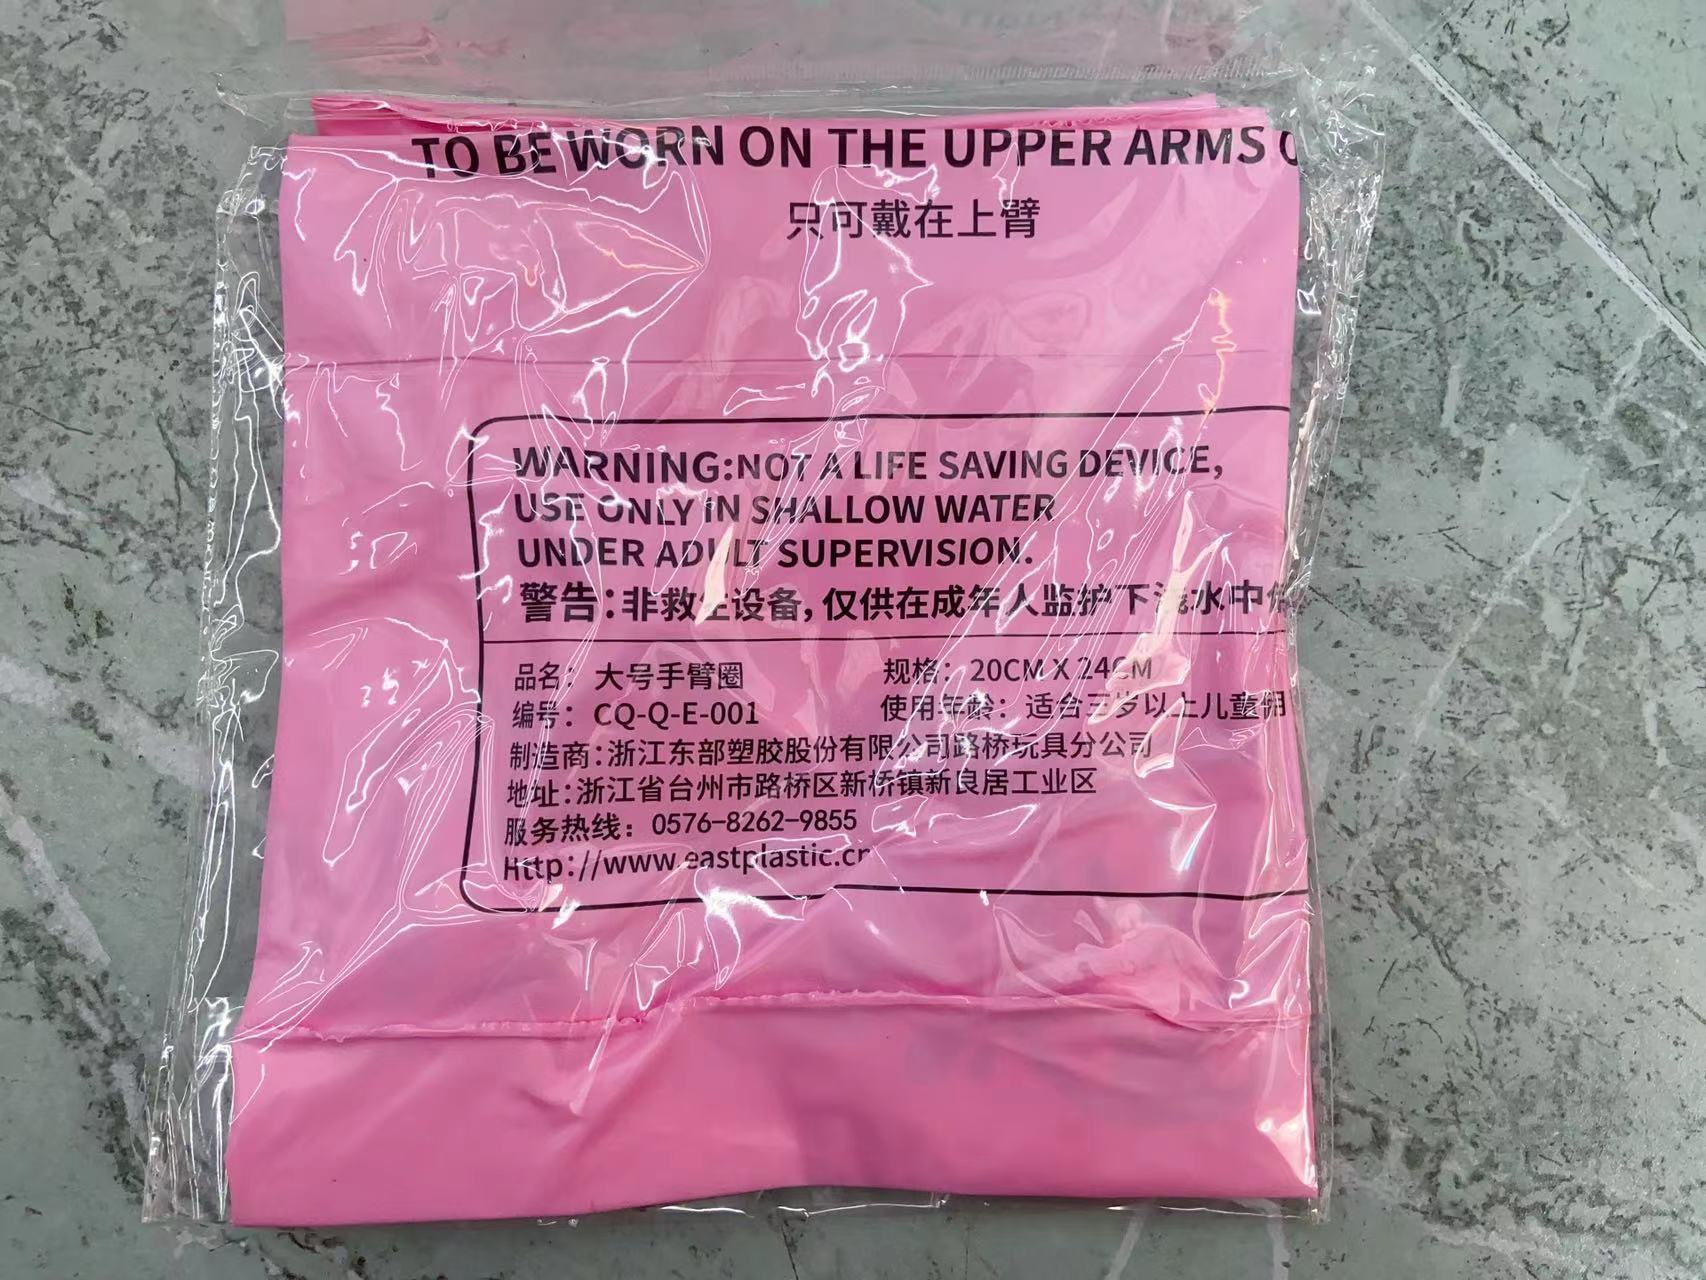 TO BE WORN ON THE UPPER ARMS
只可戴在上臂
WARNING:NOT A LIFE SAVING DEVICE,
USE ONLY IN SHALLOW WATER
UNDER ADULT SUPERVISION.
警告：非救生设备，仅供在成年人监护下浅水中
品名：大号手臂圈 规格：20CM X 24CM
编号：CQ-Q-E-001 使用年龄：适合三岁以上儿童用
制造商：浙江东部塑胶股份有限公司路桥玩具分公司
地址：浙江省台州市路桥区新桥镇新良居工业区
服务热线：0576-8262-9855
Http://www.eastplastic.cn